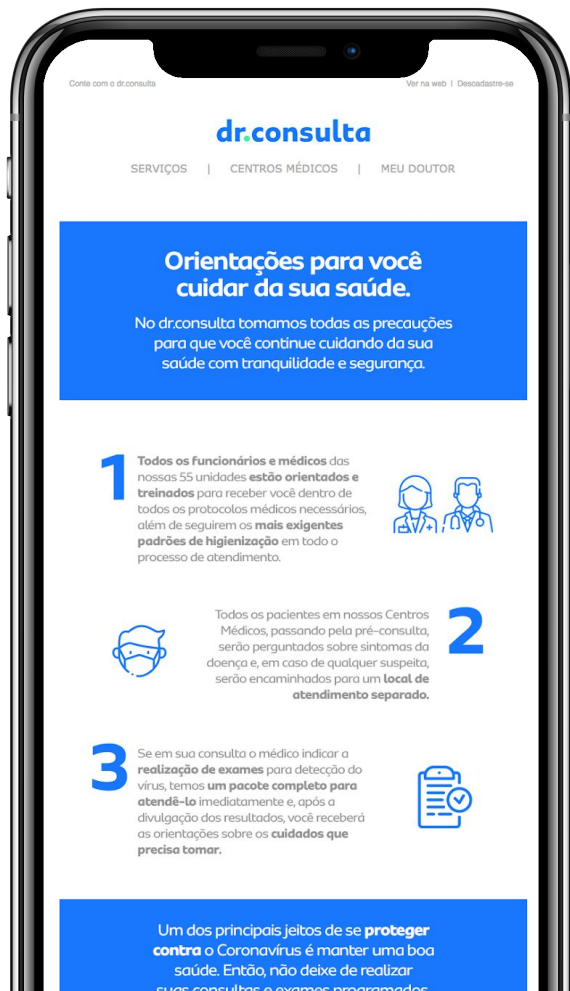 Conte com o dr.consulta
Ver na web | Descadastre-se
dr.consulta
SERVIÇOS | CENTROS MÉDICOS | MEU DOUTOR
Orientações para você
cuidar da sua saúde.
No dr.consulta tomamos todas as precauções
para que você continue cuidando da sua
saúde com tranquilidade e segurança.
1
Todos os funcionários e médicos das
nossas 55 unidades estão orientados e
treinados para receber você dentro de
todos os protocolos médicos necessários,
além de seguirem os mais exigentes
padrões de higienização em todo o
processo de atendimento.
2
Todos os pacientes em nossos Centros
Médicos, passando pela pré-consulta,
serão perguntados sobre sintomas da
doença e, em caso de qualquer suspeita,
serão encaminhados para um local de
atendimento separado.
3
Se em sua consulta o médico indicar a
realização de exames para detecção do
vírus, temos um pacote completo para
atendê-lo imediatamente e, após a
divulgação dos resultados, você receberá
as orientações sobre os cuidados que
precisa tomar.
Um dos principais jeitos de se proteger
contra o Coronavírus é manter uma boa
saúde. Então, não deixe de realizar
suas consultas e exames programados